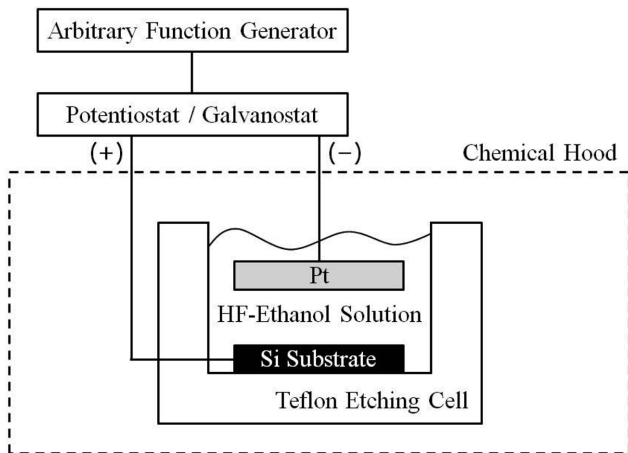 Arbitrary Function Generator
Potentiostat / Galvanostat
(+)
(−)
Chemical Hood
Pt
HF-Ethanol Solution
Si Substrate
Teflon Etching Cell